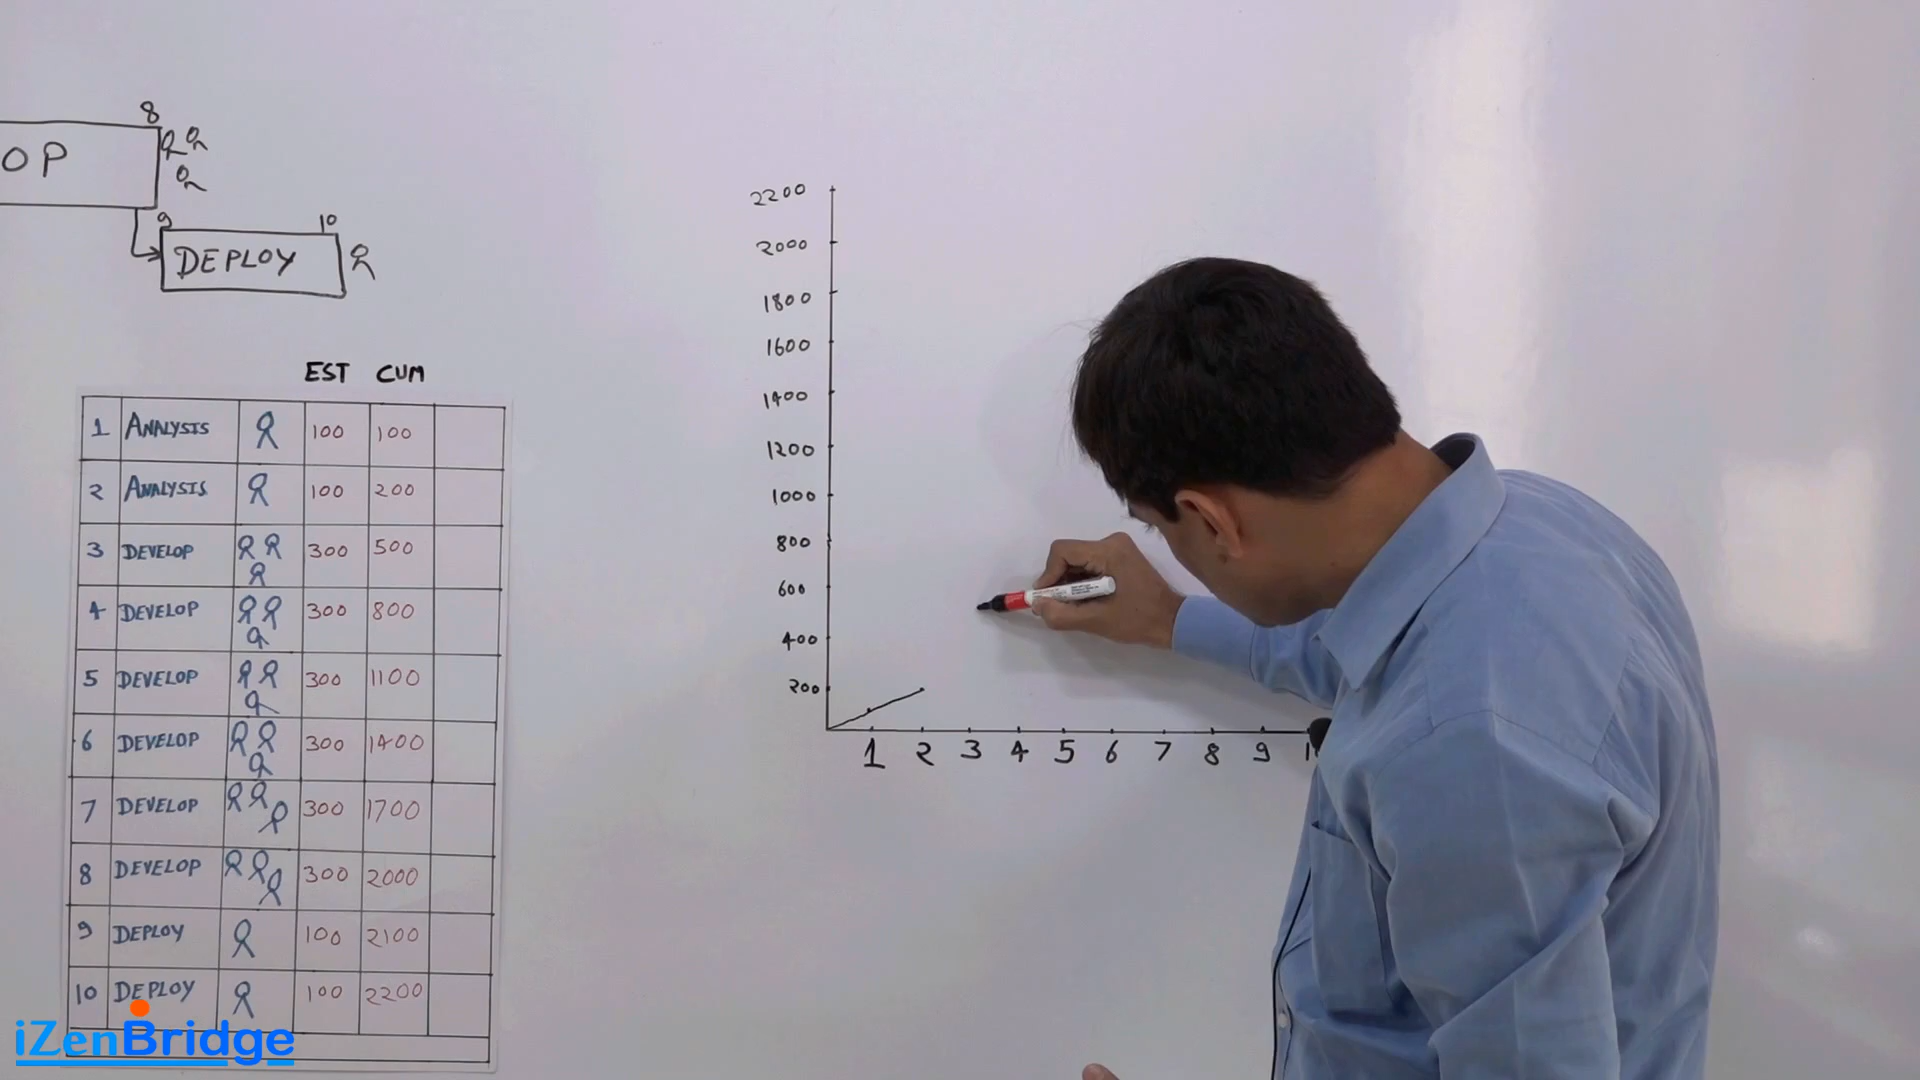 8
OP
9 10
DEPLOY
EST CUM
1 ANALYSIS 100 100
2 ANALYSIS 100 200
3 DEVELOP 300 500
4 DEVELOP 300 800
5 DEVELOP 300 1100
6 DEVELOP 300 1400
7 DEVELOP 300 1700
8 DEVELOP 300 2000
9 DEPLOY 100 2100
10 DEPLOY 100 2200
iZenBridge
2200
2000
1800
1600
1400
1200
1000
800
600
400
200
1 2 3 4 5 6 7 8 9